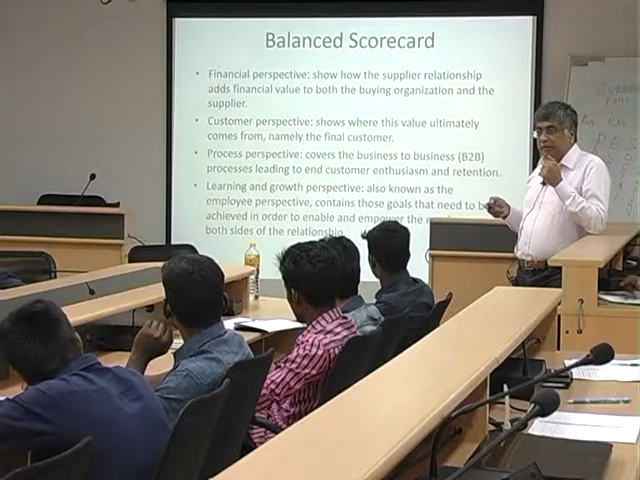 Balanced Scorecard
• Financial perspective: show how the supplier relationship
adds financial value to both the buying organization and the
supplier.
• Customer perspective: shows where this value ultimately
comes from, namely the final customer.
• Process perspective: covers the business to business (B2B)
processes leading to end customer enthusiasm and retention.
• Learning and growth perspective: also known as the
employee perspective, contains those goals that need to be
achieved in order to enable and empower the
both sides of the relationship